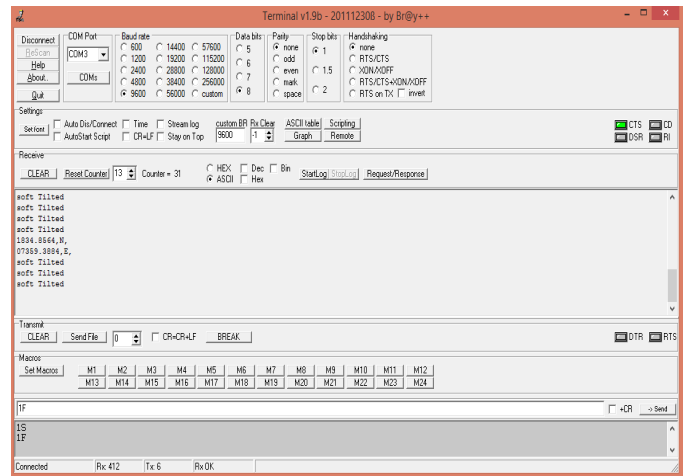 Terminal v1.9b - 20111230ß - by Br@y++
Disconnect
ReScan
Help
About..
Quit
COM Port
COM3
COMs
Baud rate
600 14400 57600
1200 19200 115200
2400 28800 128000
4800 38400 256000
9600 56000 custom
Data bits
5
6
7
8
Parity
none
odd
even
mark
space
Stop bits
1
1.5
2
Handshaking
none
RTS/CTS
XON/XOFF
RTS/CTS+XON/XOFF
RTS on TX invert
Settings
Set font
Auto Dis/Connect Time Stream log custom BR Rx Clear ASCII table Scripting
AutoStart Script CR=LF Stay on Top 9600 -1 Graph Remote
CTS CD
DSR RI
Receive
CLEAR Reset Counter 13 Counter = 31 HEX Dec Bin
ASCII Hex
StartLog StopLog Request/Response
soft Tilted
soft Tilted
soft Tilted
soft Tilted
1834.8564,N,
07359.3884,E,
soft Tilted
soft Tilted
soft Tilted
Transmit
CLEAR Send File 0 CR=CR+LF BREAK DTR RTS
Macros
Set Macros M1 M2 M3 M4 M5 M6 M7 M8 M9 M10 M11 M12
M13 M14 M15 M16 M17 M18 M19 M20 M21 M22 M23 M24
1F +CR -> Send
1S
1F
Connected Rx: 412 Tx: 6 Rx OK